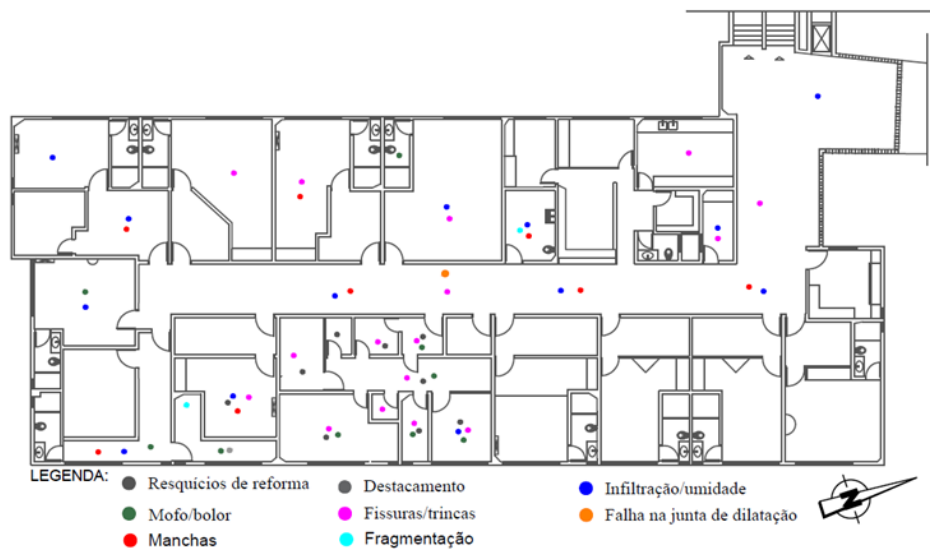 LEGENDA:
Resquícios de reforma
Destacamento
Infiltração/umidade
Mofo/bolor
Fissuras/trincas
Falha na junta de dilatação
Manchas
Fragmentação
N